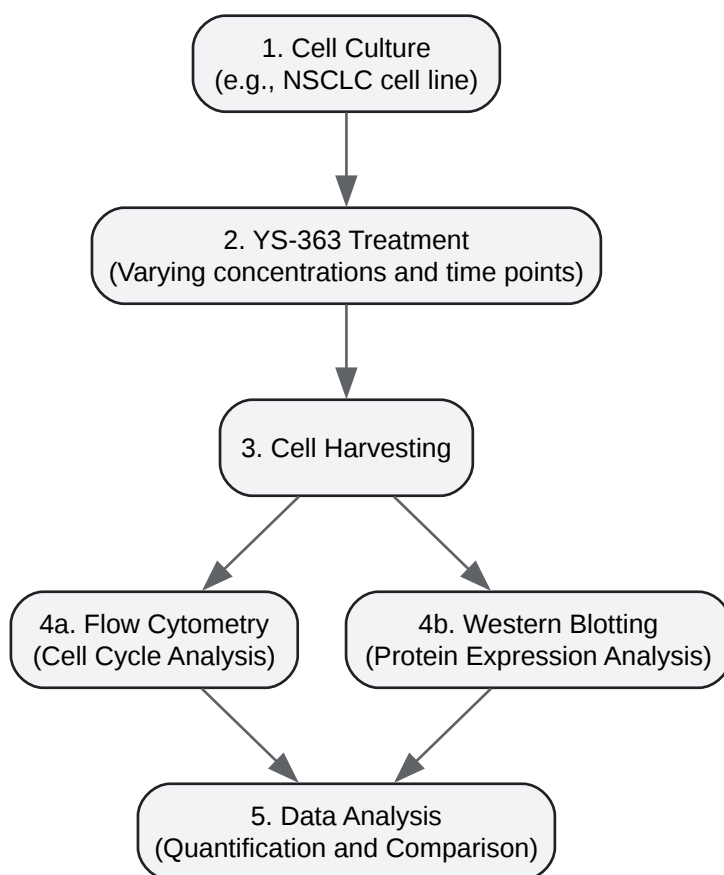 1. Cell Culture
(e.g., NSCLC cell line)
2. YS-363 Treatment
(Varying concentrations and time points)
3. Cell Harvesting
4a. Flow Cytometry
(Cell Cycle Analysis)
4b. Western Blotting
(Protein Expression Analysis)
5. Data Analysis
(Quantification and Comparison)